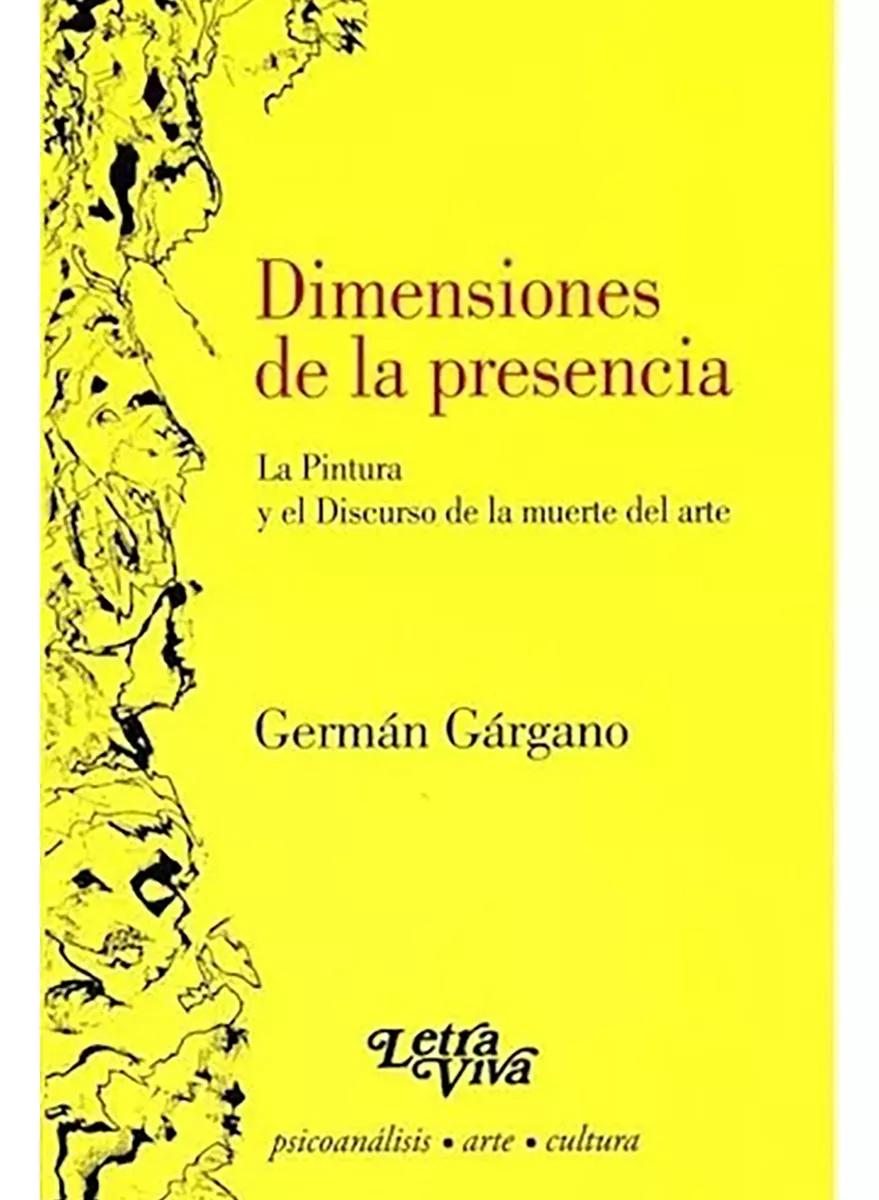 Dimensiones
de la presencia
La Pintura
y el Discurso de la muerte del arte
Germán Gárgano
Letra
Viva
psicoanálisis • arte • cultura